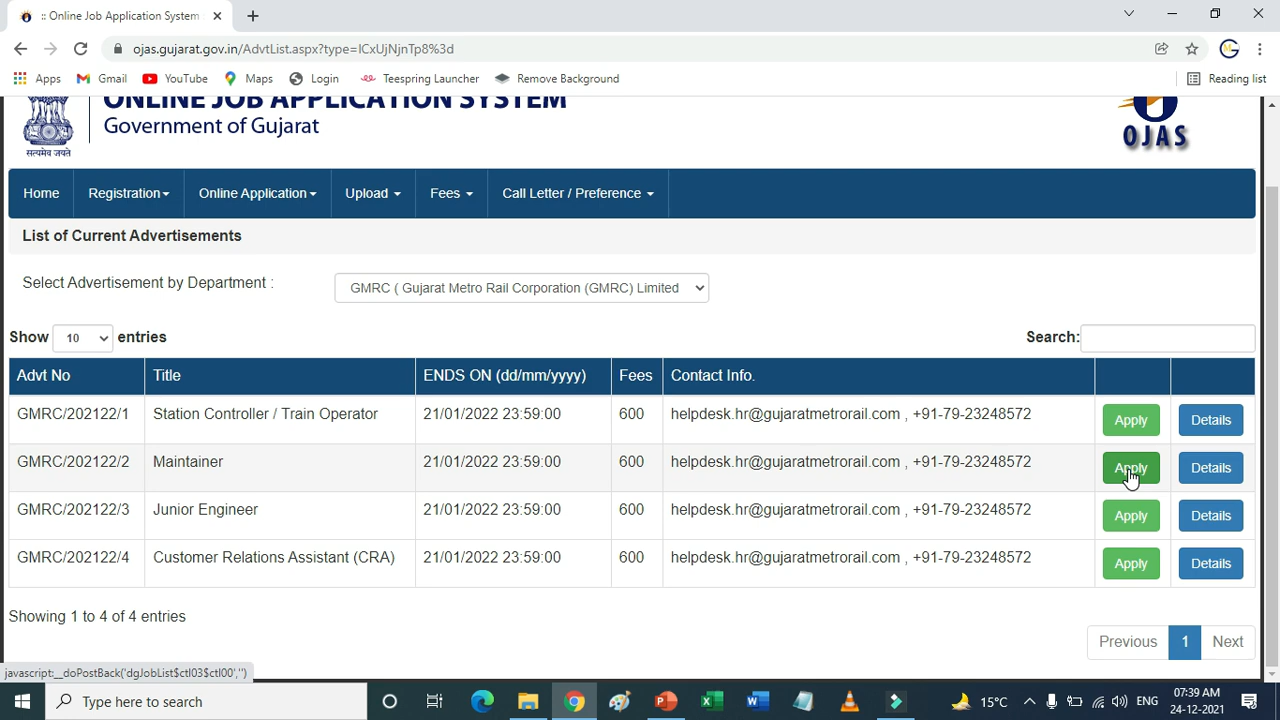 :: Online Job Application System
ojas.gujarat.gov.in/AdvtList.aspx?type=ICxUjNjnTp8%3d
Apps Gmail YouTube Maps Login Teespring Launcher Remove Background Reading list
ONLINE JOB APPLICATION SYSTEM
Government of Gujarat
सत्यमेव जयते
OJAS
Home Registration Online Application Upload Fees Call Letter / Preference
List of Current Advertisements
Select Advertisement by Department :
GMRC ( Gujarat Metro Rail Corporation (GMRC) Limited
Show 10 entries Search:
Advt No Title ENDS ON (dd/mm/yyyy) Fees Contact Info.
GMRC/202122/1 Station Controller / Train Operator 21/01/2022 23:59:00 600 helpdesk.hr@gujaratmetrorail.com , +91-79-23248572 Apply Details
GMRC/202122/2 Maintainer 21/01/2022 23:59:00 600 helpdesk.hr@gujaratmetrorail.com , +91-79-23248572 Apply Details
GMRC/202122/3 Junior Engineer 21/01/2022 23:59:00 600 helpdesk.hr@gujaratmetrorail.com , +91-79-23248572 Apply Details
GMRC/202122/4 Customer Relations Assistant (CRA) 21/01/2022 23:59:00 600 helpdesk.hr@gujaratmetrorail.com , +91-79-23248572 Apply Details
Showing 1 to 4 of 4 entries
Previous 1 Next
javascript:__doPostBack('dgJobList$ctl03$ctl00','')
Type here to search 15°C ENG 07:39 AM
24-12-2021